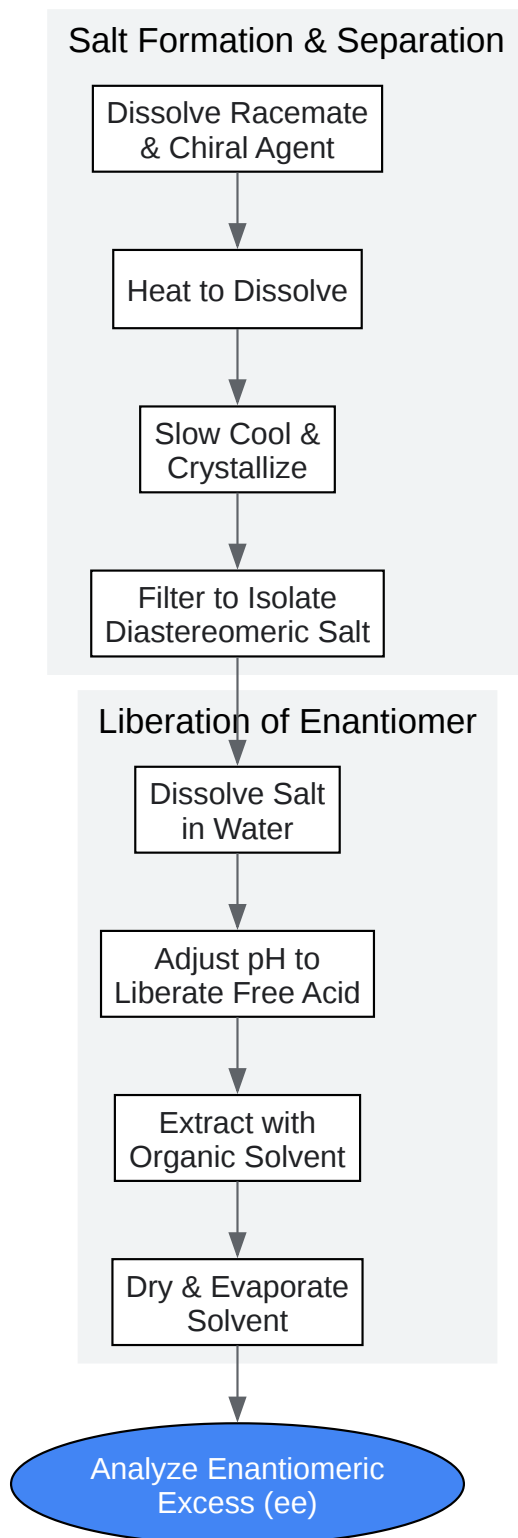 Salt Formation & Separation
Dissolve Racemate
& Chiral Agent
Heat to Dissolve
Slow Cool &
Crystallize
Filter to Isolate
Diastereomeric Salt
Liberation of Enantiomer
Dissolve Salt
in Water
Adjust pH to
Liberate Free Acid
Extract with
Organic Solvent
Dry & Evaporate
Solvent
Analyze Enantiomeric
Excess (ee)